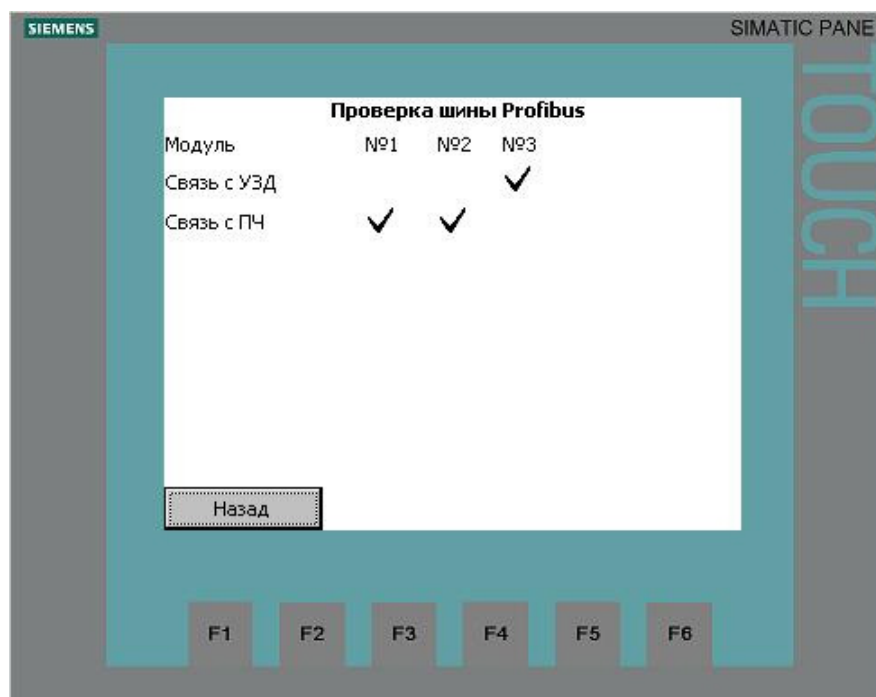 SIEMENS
SIMATIC PANE
TOUCH
Проверка шины Profibus
Модуль №1 №2 №3
Связь с УЗД
Связь с ПЧ
Назад
F1 F2 F3 F4 F5 F6